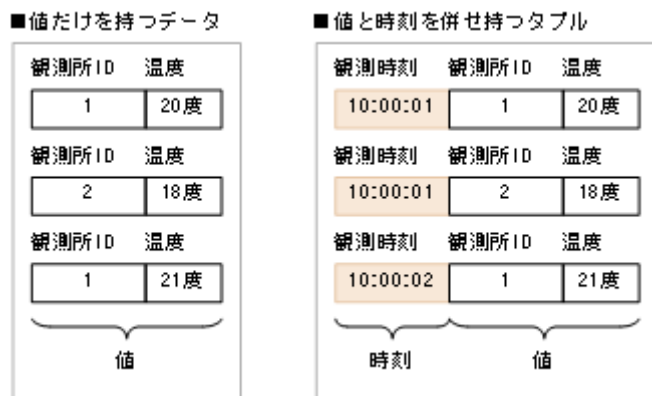 ■値だけを持つデータ
観測所ID 温度
1 20度
観測所ID 温度
2 18度
観測所ID 温度
1 21度
値
■値と時刻を併せ持つタプル
観測時刻 観測所ID 温度
10:00:01 1 20度
観測時刻 観測所ID 温度
10:00:01 2 18度
観測時刻 観測所ID 温度
10:00:02 1 21度
時刻 値